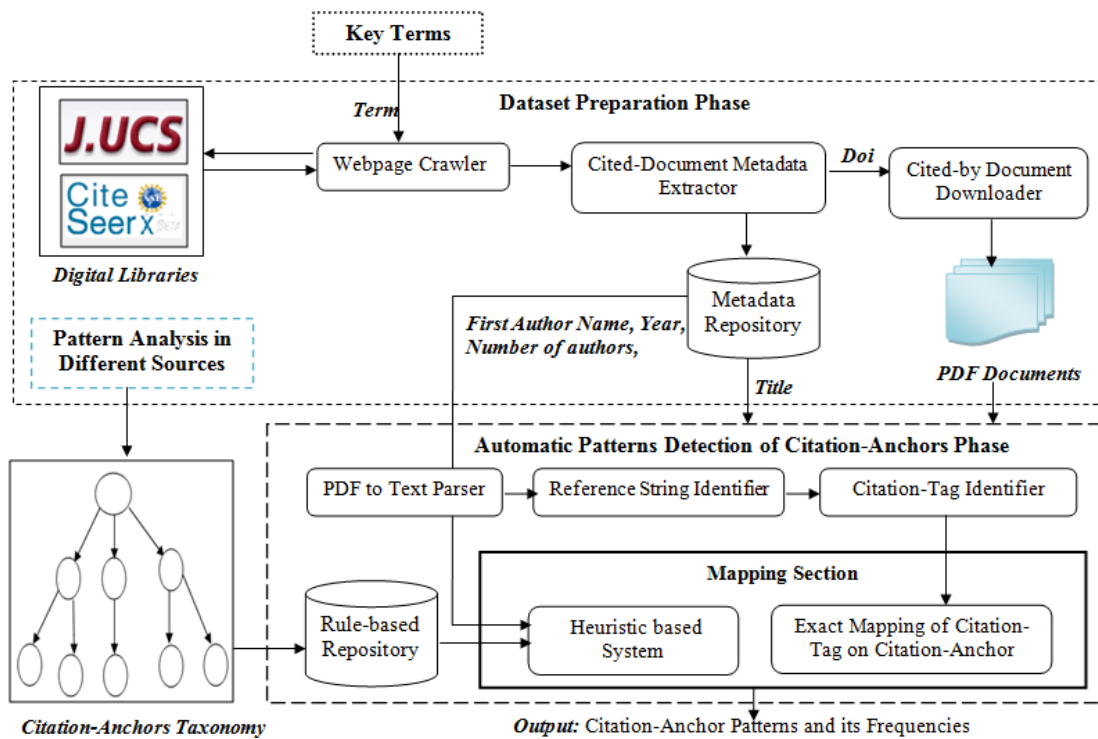 Key Terms
Dataset Preparation Phase
Term
J.UCS
Cite
Seerx
BETA
Digital Libraries
Webpage Crawler
Cited-Document Metadata
Extractor
Doi
Cited-by Document
Downloader
Metadata
Repository
First Author Name, Year,
Number of authors,
PDF Documents
Title
Pattern Analysis in
Different Sources
Automatic Patterns Detection of Citation-Anchors Phase
PDF to Text Parser
Reference String Identifier
Citation-Tag Identifier
Mapping Section
Rule-based
Repository
Heuristic based
System
Exact Mapping of Citation-
Tag on Citation-Anchor
Citation-Anchors Taxonomy
Output: Citation-Anchor Patterns and its Frequencies